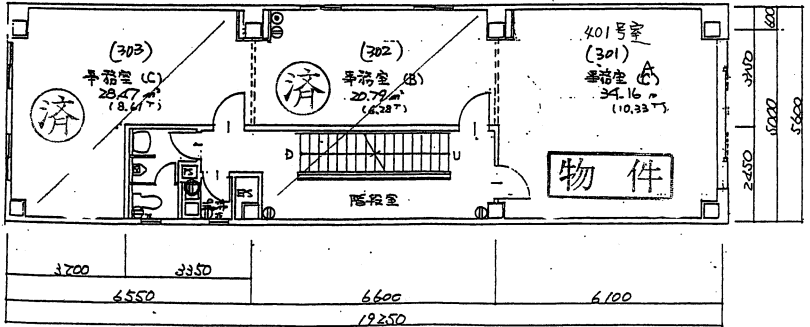 (303)
事務室 (C)
28.47㎡
(8.61T)
済
(302)
事務室 (B)
20.79㎡
(6.28T)
済
401号室
(301)
A
事務室 (C)
34.16㎡
(10.33T)
物 件
D
U
階段室
PS
EPS
600
5000
5600
2450
3700
3350
6550
6600
6100
19250